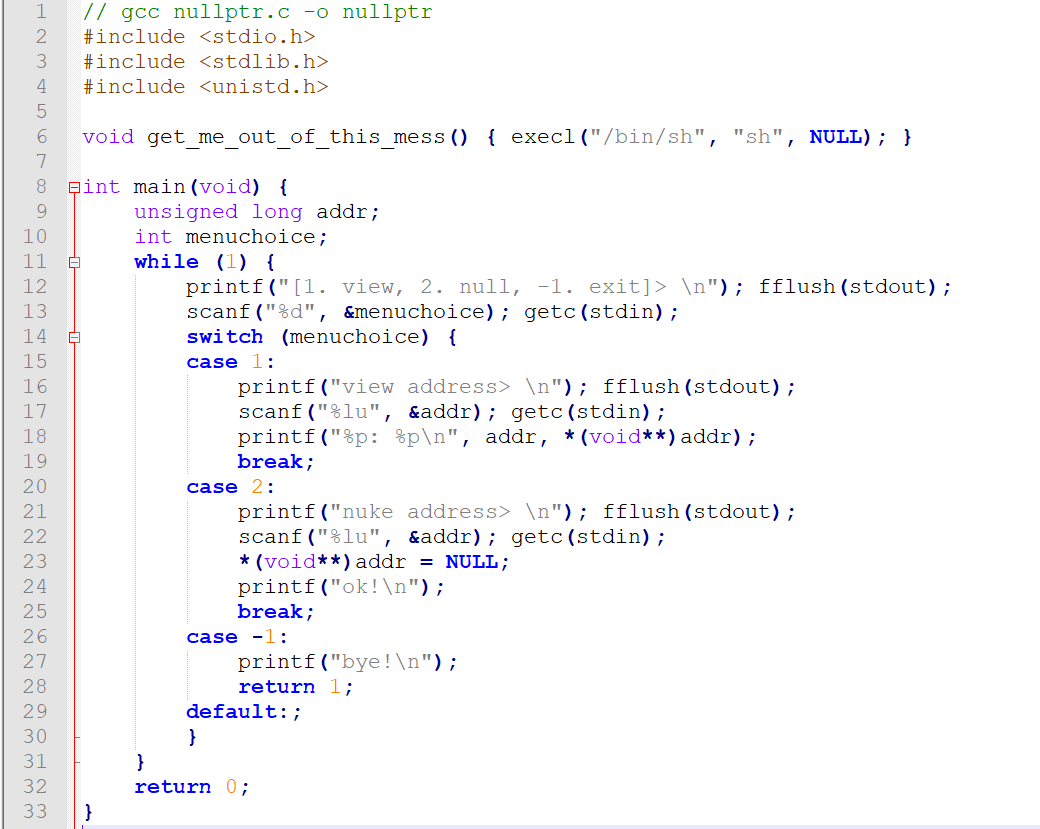 1 // gcc nullptr.c -o nullptr
2 #include <stdio.h>
3 #include <stdlib.h>
4 #include <unistd.h>
5
6 void get_me_out_of_this_mess() { execl("/bin/sh", "sh", NULL); }
7
8 int main(void) {
9     unsigned long addr;
10     int menuchoice;
11     while (1) {
12         printf("[1. view, 2. null, -1. exit]> \n"); fflush(stdout);
13         scanf("%d", &menuchoice); getc(stdin);
14         switch (menuchoice) {
15         case 1:
16             printf("view address> \n"); fflush(stdout);
17             scanf("%lu", &addr); getc(stdin);
18             printf("%p: %p\n", addr, *(void**)addr);
19             break;
20         case 2:
21             printf("nuke address> \n"); fflush(stdout);
22             scanf("%lu", &addr); getc(stdin);
23             *(void**)addr = NULL;
24             printf("ok!\n");
25             break;
26         case -1:
27             printf("bye!\n");
28             return 1;
29         default:;
30         }
31     }
32     return 0;
33 }